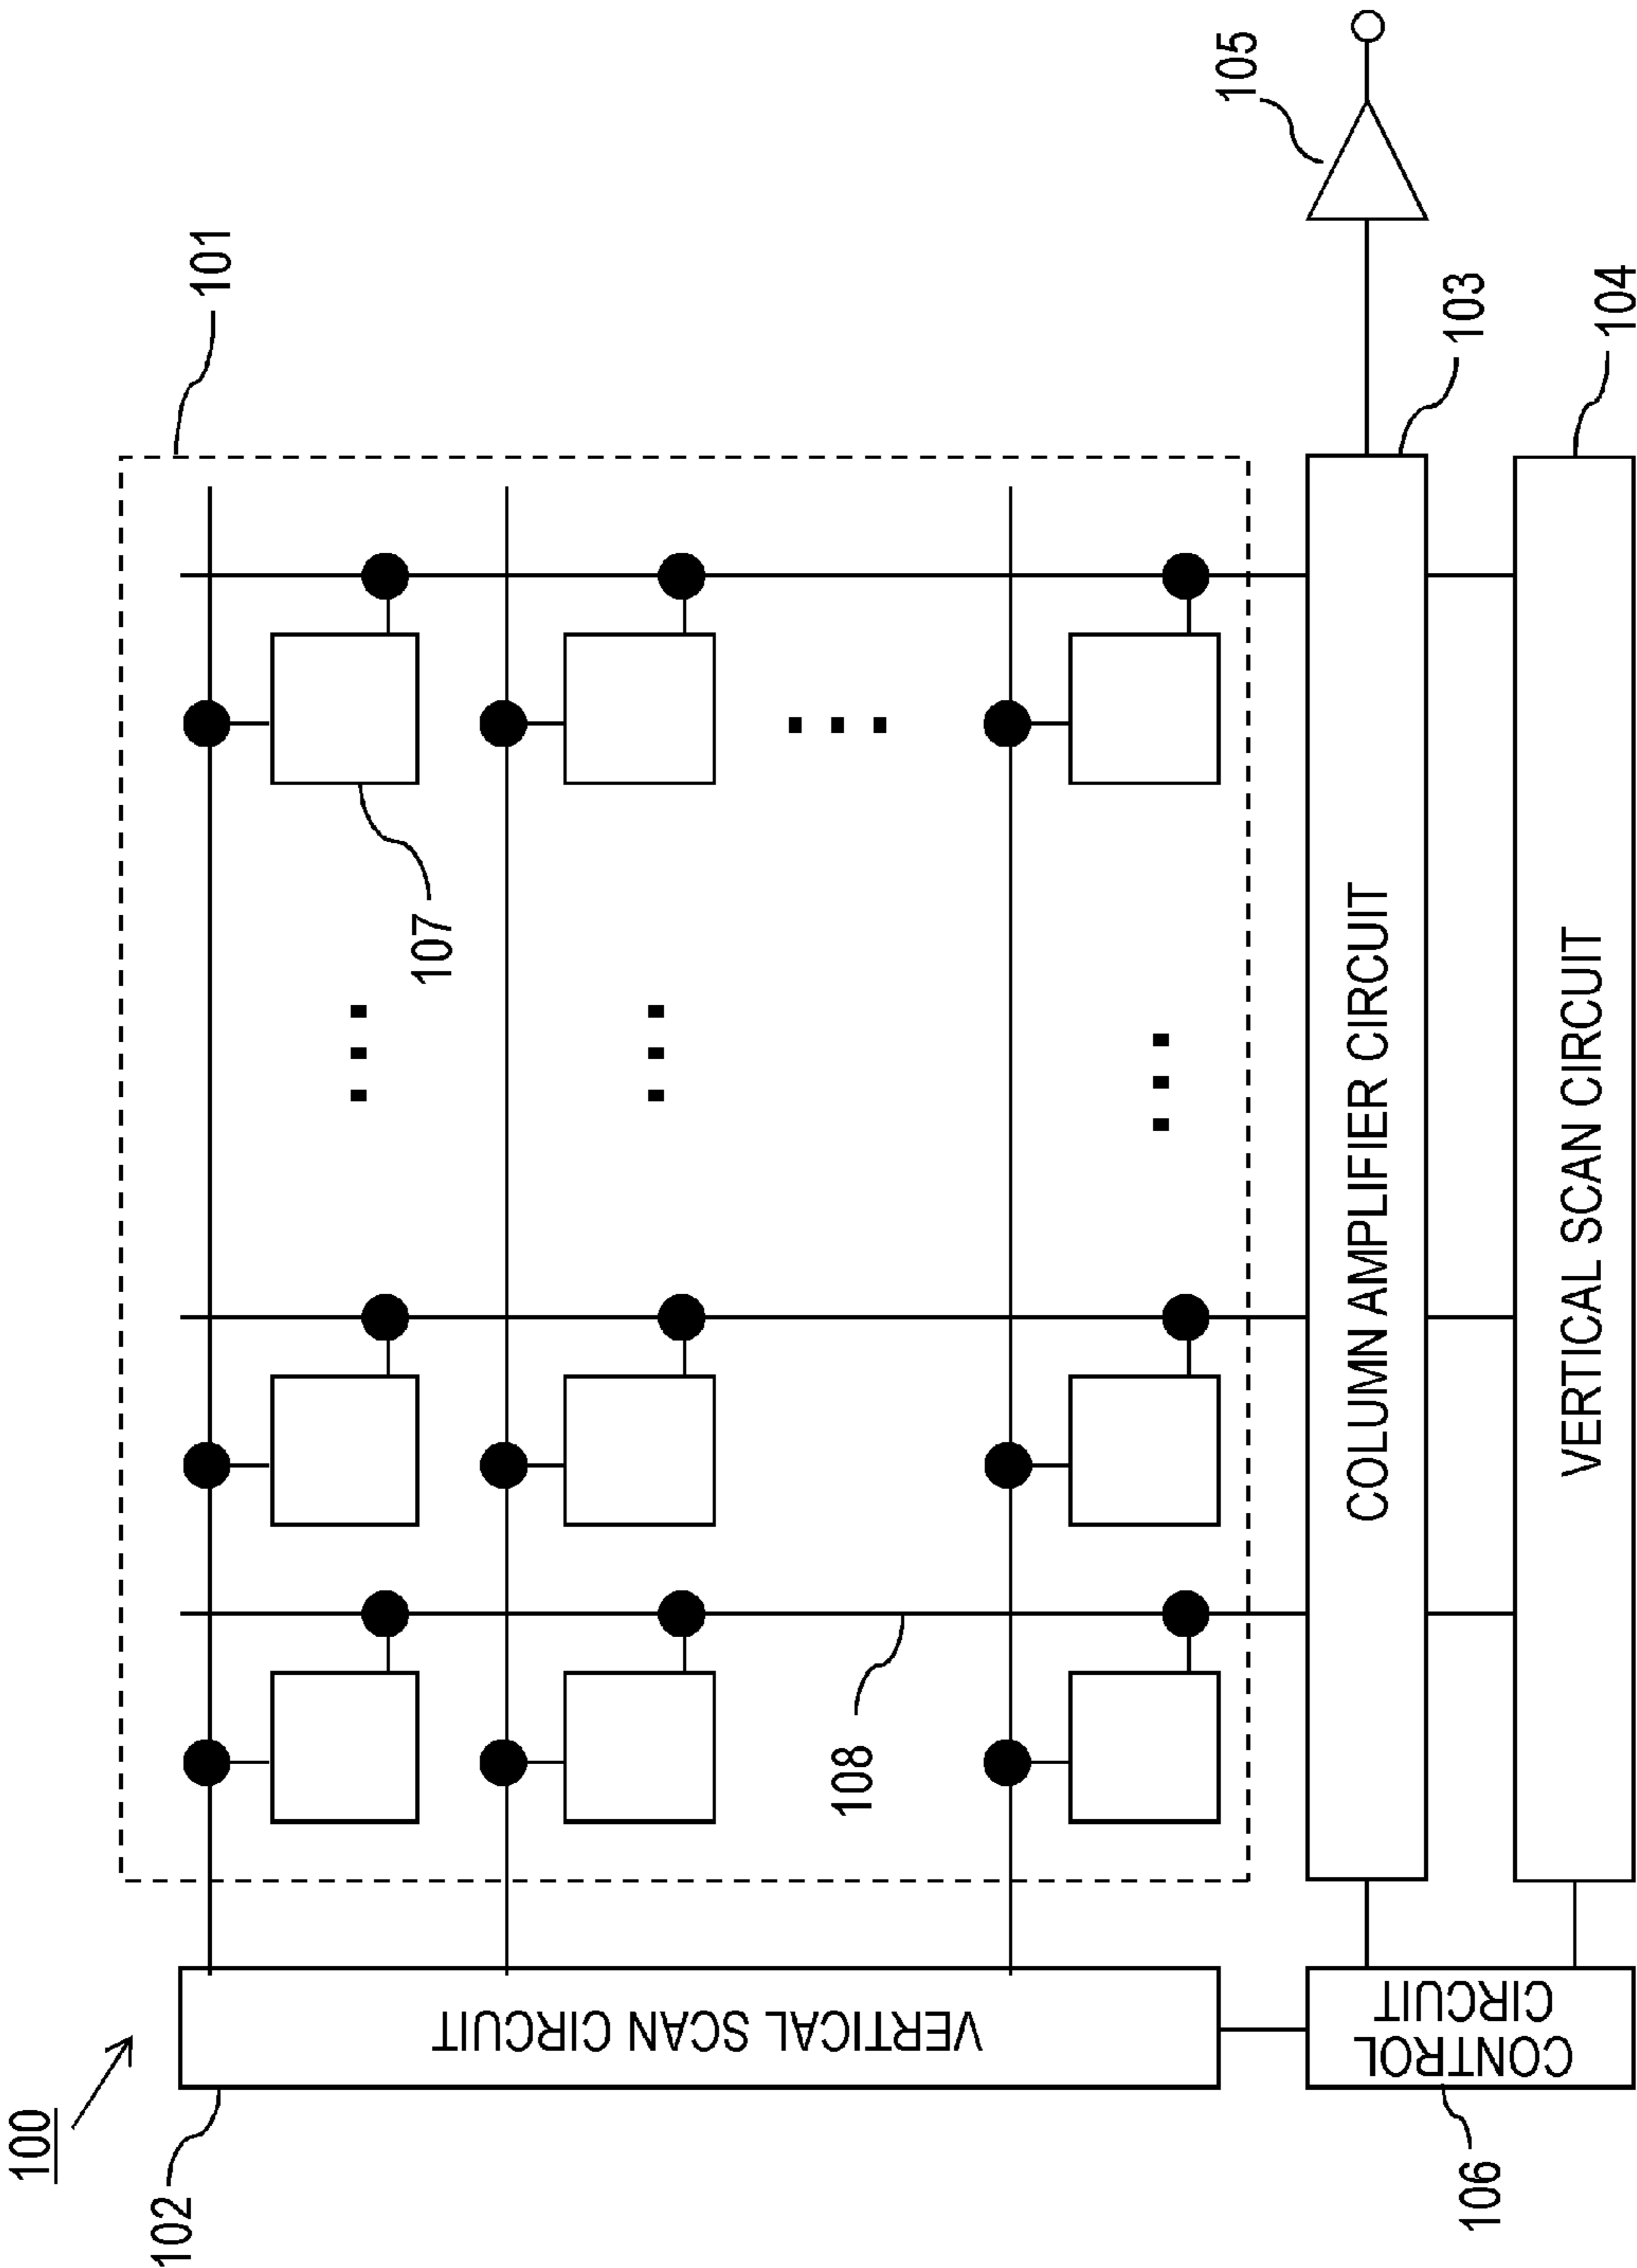 100
102
VERTICAL SCAN CIRCUIT
101
107
108
105
COLUMN AMPLIFIER CIRCUIT
103
VERTICAL SCAN CIRCUIT
104
CONTROL
CIRCUIT
106